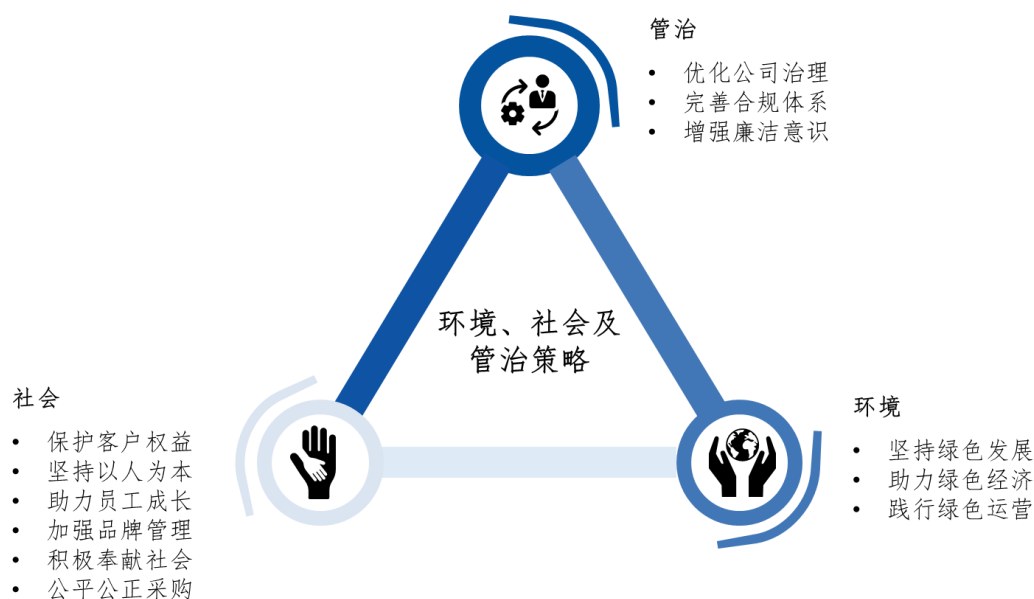 管治
• 优化公司治理
• 完善合规体系
• 增强廉洁意识
环境、社会及
管治策略
社会
• 保护客户权益
• 坚持以人为本
• 助力员工成长
• 加强品牌管理
• 积极奉献社会
• 公平公正采购
环境
• 坚持绿色发展
• 助力绿色经济
• 践行绿色运营